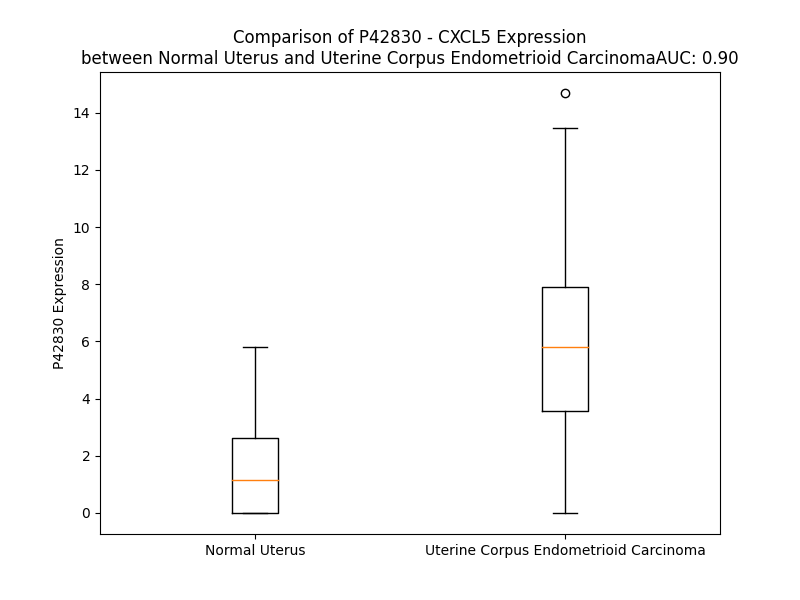 Comparison of P42830 - CXCL5 Expression
between Normal Uterus and Uterine Corpus Endometrioid CarcinomaAUC: 0.90
14
12
10
8
6
4
2
0
P42830 Expression
Normal Uterus
Uterine Corpus Endometrioid Carcinoma